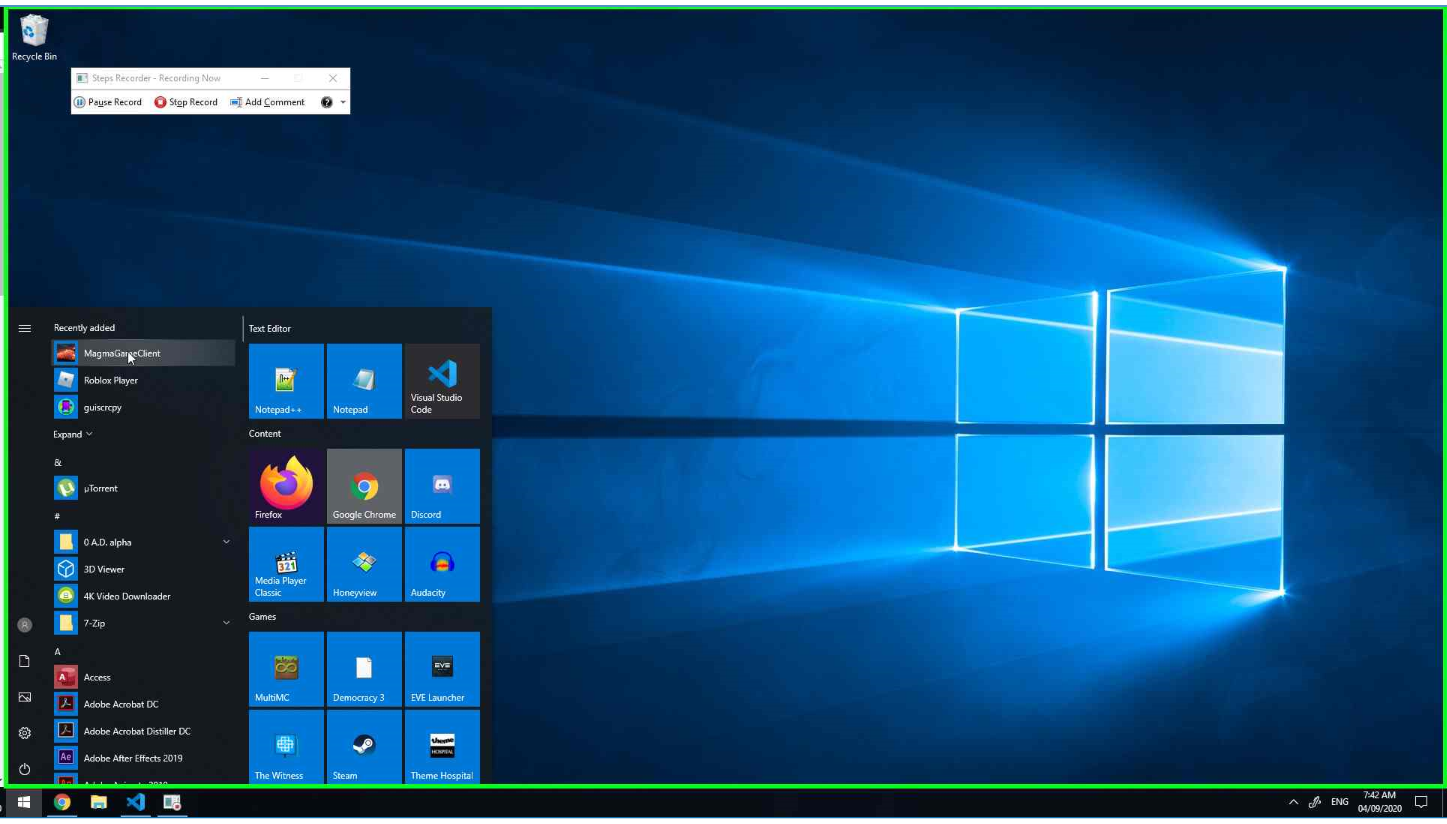 Recycle Bin
Steps Recorder - Recording Now
Pause Record Stop Record Add Comment
Recently added
MagmaGameClient
Roblox Player
guiscrcpy
Expand
&
µTorrent
#
0 A.D. alpha
3D Viewer
4K Video Downloader
7-Zip
A
Access
Adobe Acrobat DC
Adobe Acrobat Distiller DC
Adobe After Effects 2019
Text Editor
Notepad++
Notepad
Visual Studio
Code
Content
Firefox
Google Chrome
Discord
Media Player
Classic
Honeyview
Audacity
Games
MultiMC
Democracy 3
EVE Launcher
The Witness
Steam
Theme Hospital
ENG
7:42 AM
04/09/2020